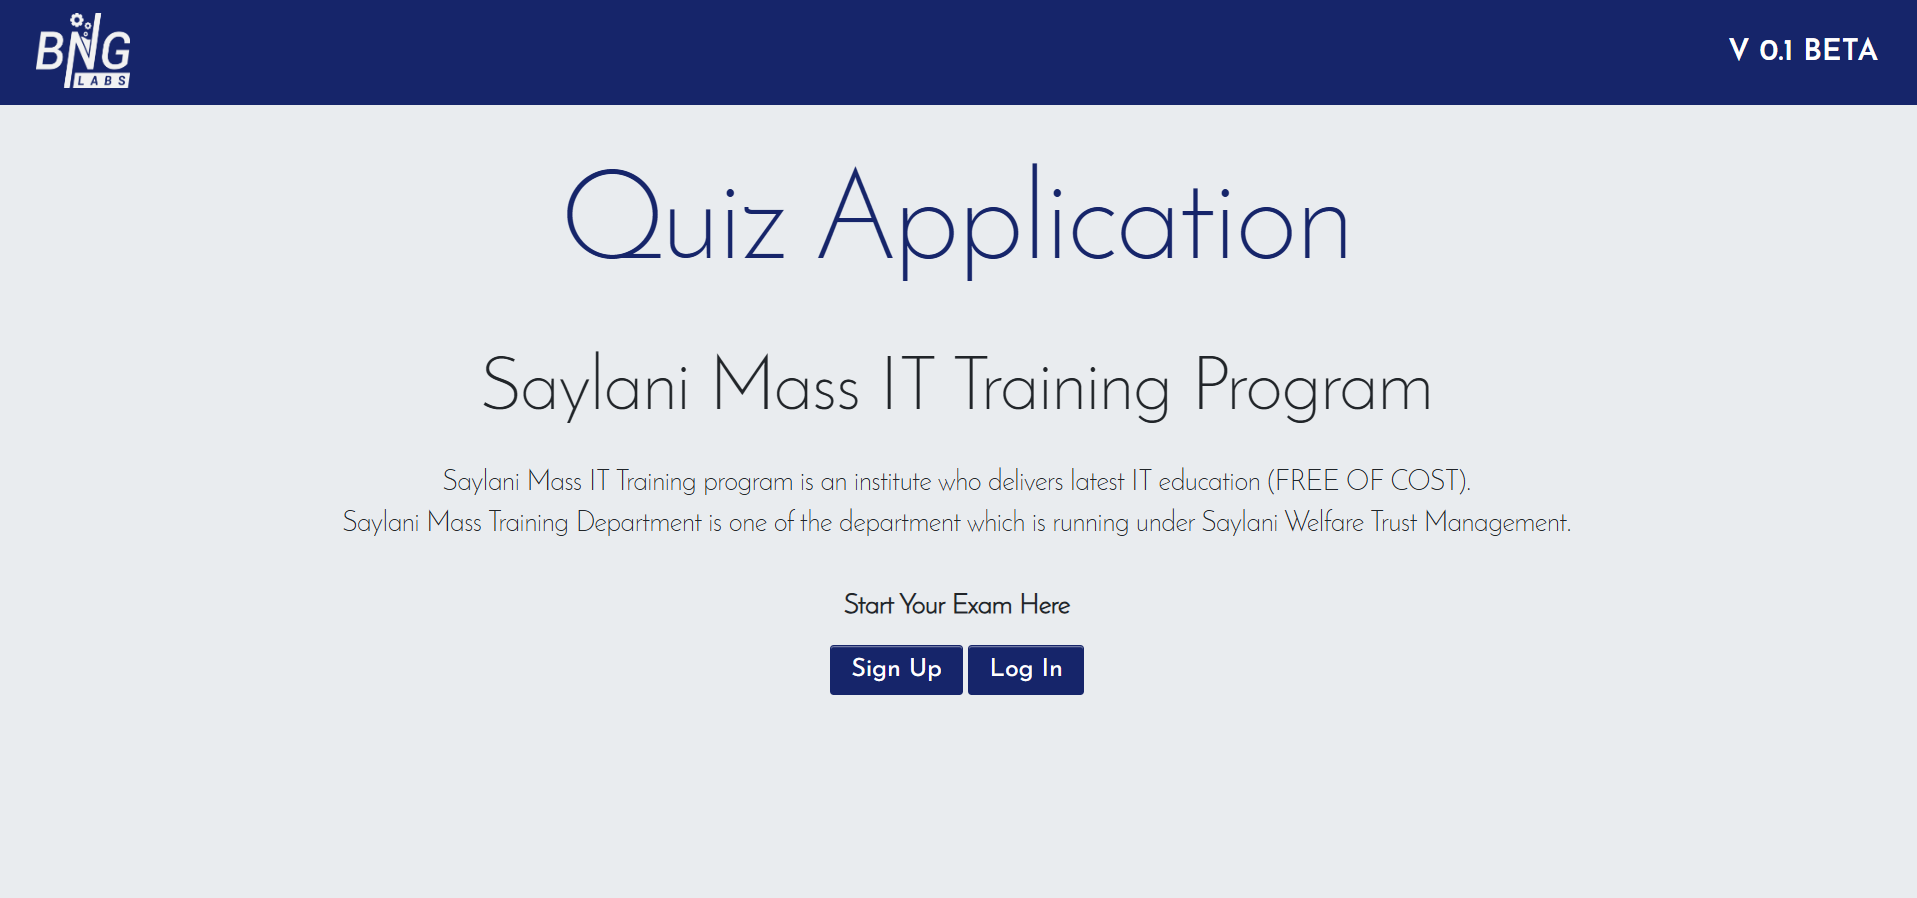 BNG
LABS
V 0.1 BETA
Quiz Application
Saylani Mass IT Training Program
Saylani Mass IT Training program is an institute who delivers latest IT education (FREE OF COST).
Saylani Mass Training Department is one of the department which is running under Saylani Welfare Trust Management.
Start Your Exam Here
Sign Up Log In